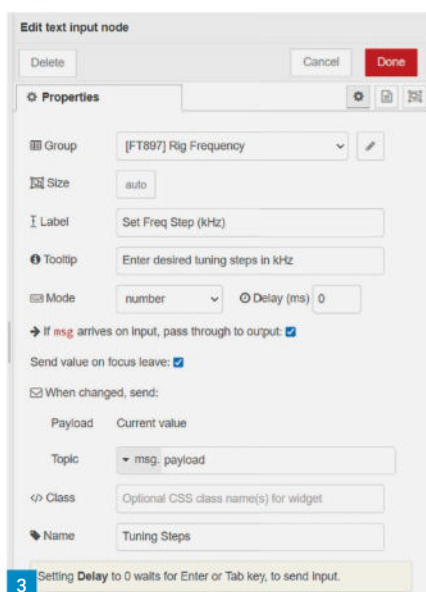 Edit text input node
Delete Cancel Done
Properties
Group [FT897] Rig Frequency
Size auto
Label Set Freq Step (kHz)
Tooltip Enter desired tuning steps in kHz
Mode number Delay (ms) 0
➔ If msg arrives on input, pass through to output:
Send value on focus leave:
When changed, send:
Payload Current value
Topic msg. payload
</> Class Optional CSS class name(s) for widget
Name Tuning Steps
Setting Delay to 0 waits for Enter or Tab key, to send input.
3